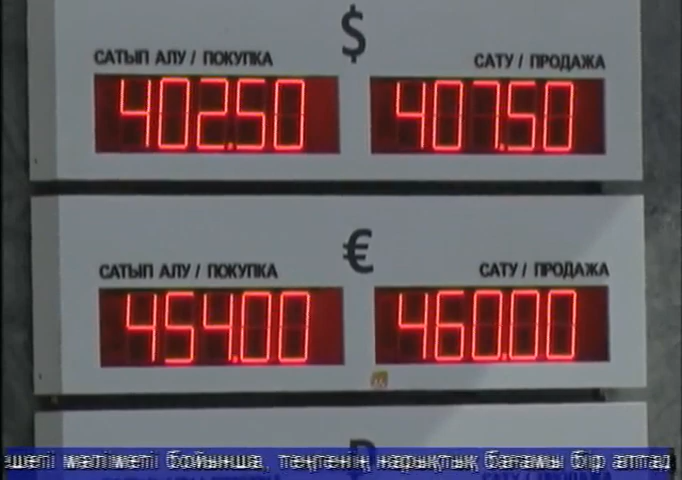 $
САТЫП АЛУ / ПОКУПКА
САТУ / ПРОДАЖА
402.50
407.50
€
САТЫП АЛУ / ПОКУПКА
САТУ / ПРОДАЖА
454.00
460.00
мәліметі бойынша, теңгенің нарықтық бағамы бір аптад